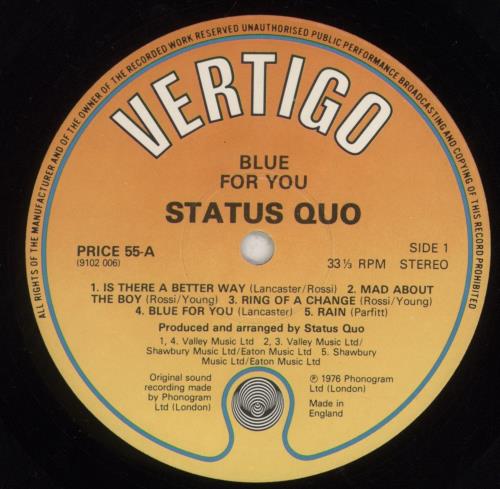 ALL RIGHTS OF THE MANUFACTURER AND OF THE OWNER OF THE RECORDED WORK RESERVED UNAUTHORISED PUBLIC PERFORMANCE BROADCASTING AND COPYING OF THIS RECORD PROHIBITED
VERTIGO
BLUE
FOR YOU
STATUS QUO
PRICE 55-A
(9102 006)
33⅓ RPM
SIDE 1
STEREO
1. IS THERE A BETTER WAY (Lancaster/Rossi) 2. MAD ABOUT
THE BOY (Rossi/Young) 3. RING OF A CHANGE (Rossi/Young)
4. BLUE FOR YOU (Lancaster) 5. RAIN (Parfitt)
Produced and arranged by Status Quo
1, 4. Valley Music Ltd 2, 3. Valley Music Ltd/
Shawbury Music Ltd/Eaton Music Ltd 5. Shawbury
Music Ltd/Eaton Music Ltd
Original sound
recording made
by Phonogram
Ltd (London)
℗ 1976 Phonogram
Ltd (London)
Made in
England